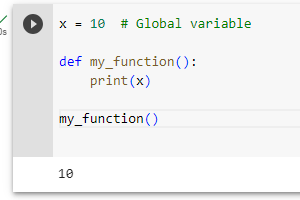 x = 10  # Global variable
def my_function():
    print(x)
my_function()
10